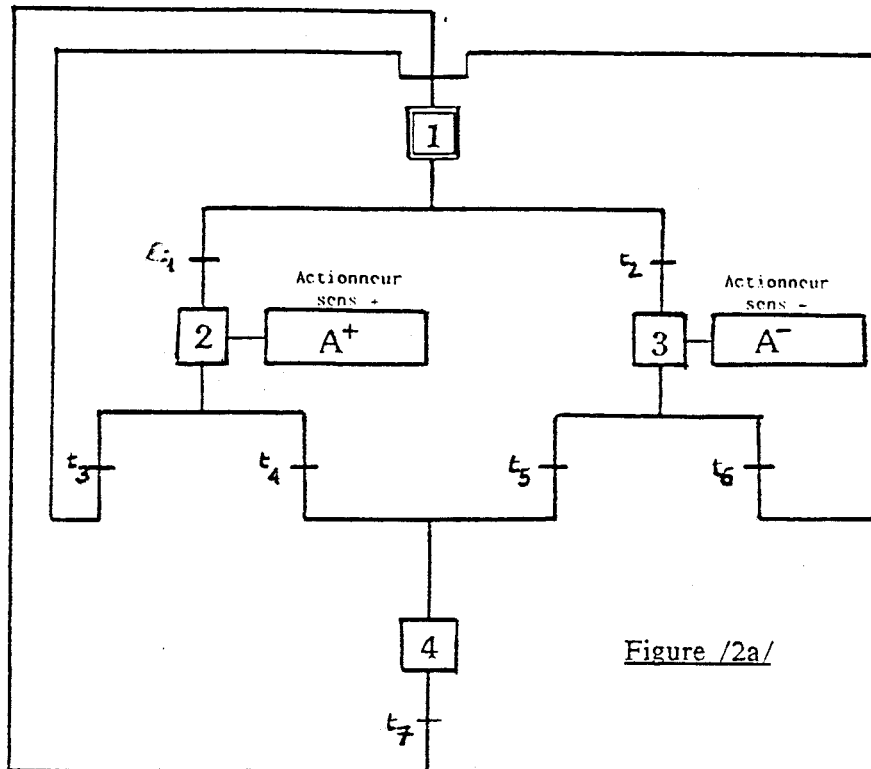 1
t1
t2
Actionneur
sens +
Actionneur
sens -
2
A+
3
A-
t3
t4
t5
t6
4
Figure /2a/
t7